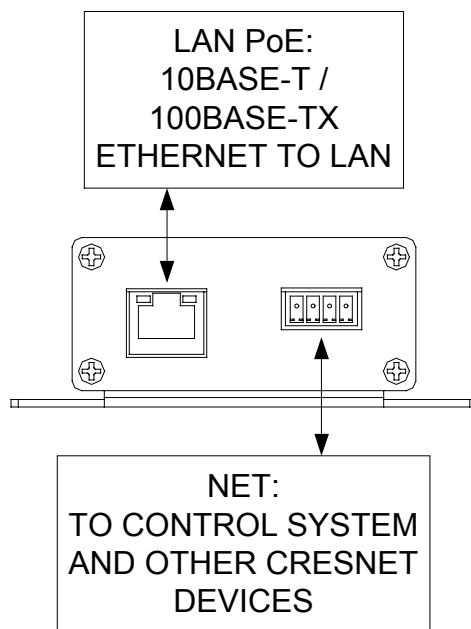 LAN PoE:
10BASE-T /
100BASE-TX
ETHERNET TO LAN
NET:
TO CONTROL SYSTEM
AND OTHER CRESNET
DEVICES